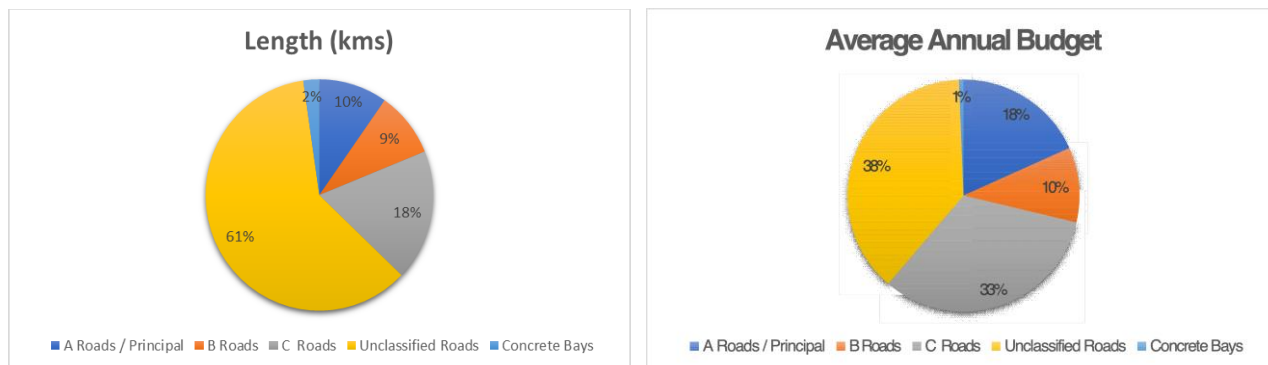 Length (kms)
2%
10%
9%
18%
61%
A Roads / Principal B Roads C Roads Unclassified Roads Concrete Bays
Average Annual Budget
1%
18%
38%
10%
33%
A Roads / Principal B Roads C Roads Unclassified Roads Concrete Bays